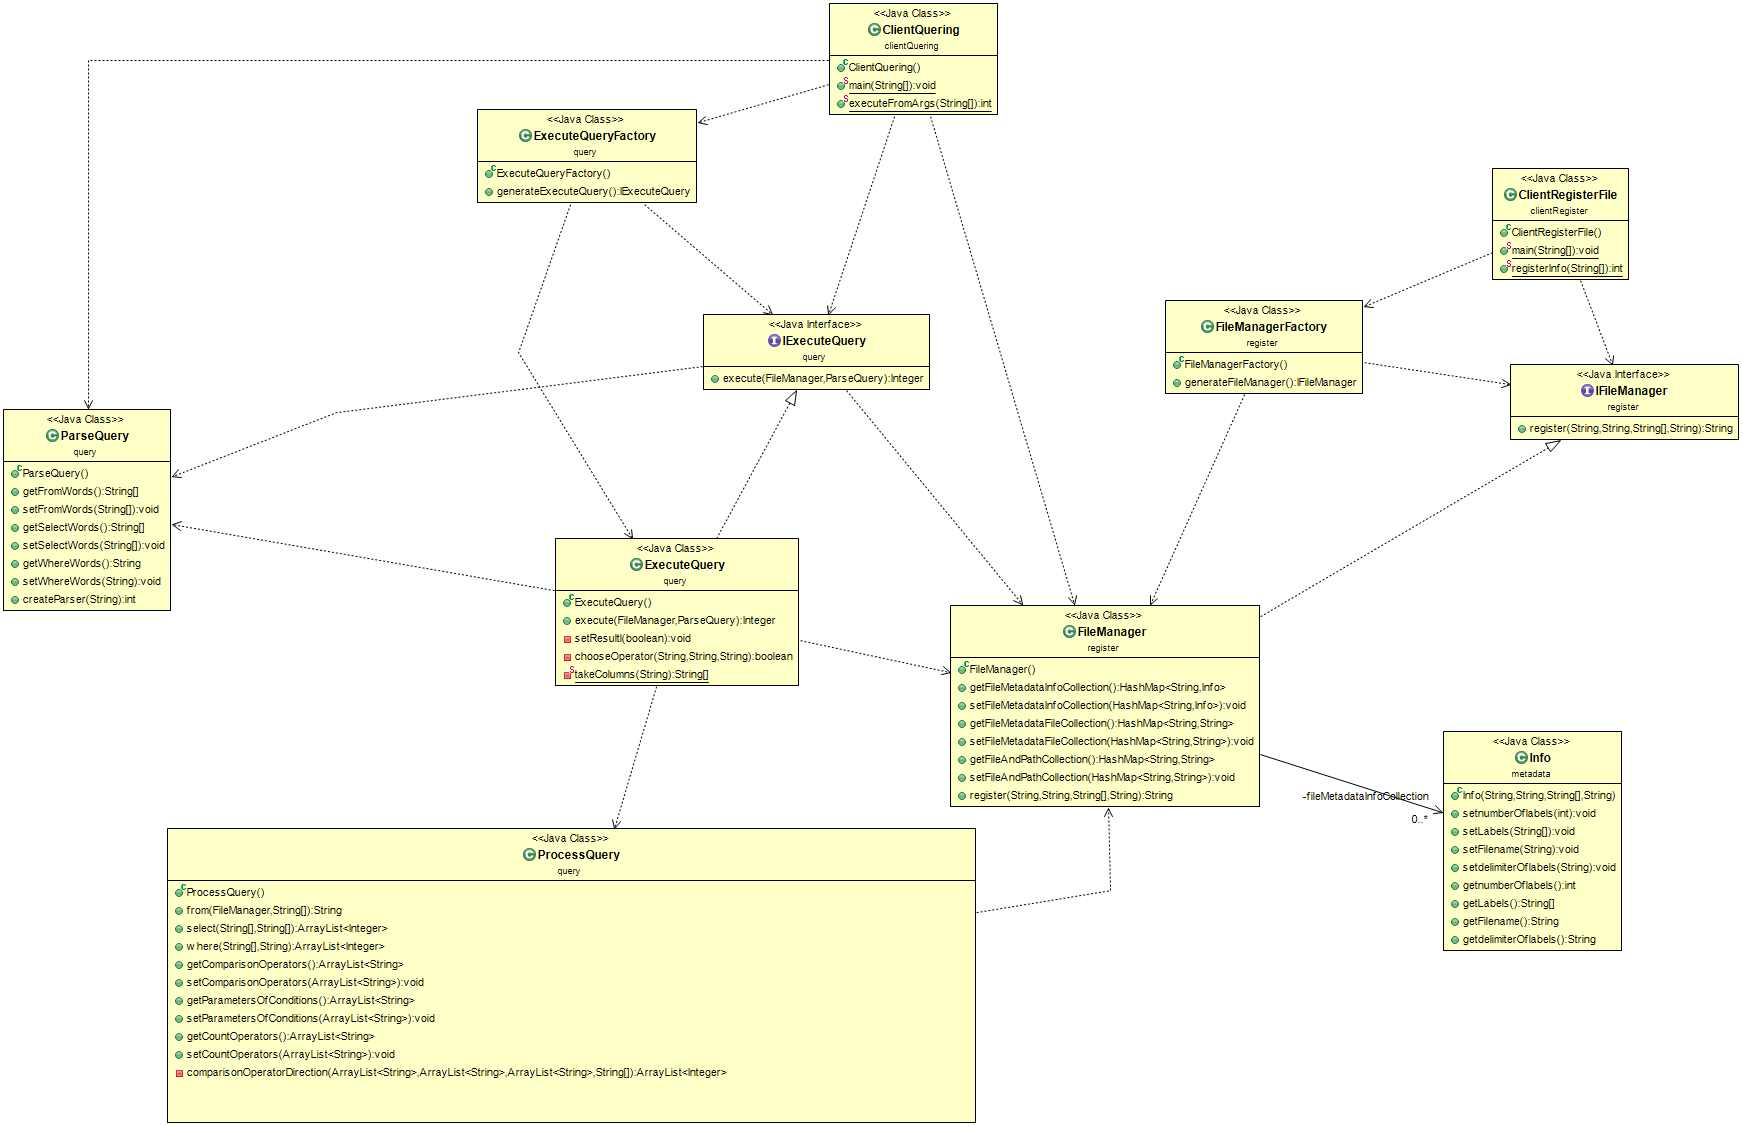 <<Java Class>>
ClientQuering
clientQuering
ClientQuering()
main(String[]):void
executeFromArgs(String[]):int
<<Java Class>>
ExecuteQueryFactory
query
ExecuteQueryFactory()
generateExecuteQuery():IExecuteQuery
<<Java Class>>
ClientRegisterFile
clientRegister
ClientRegisterFile()
main(String[]):void
registerInfo(String[]):int
<<Java Class>>
FileManagerFactory
register
FileManagerFactory()
generateFileManager():IFileManager
<<Java Interface>>
IExecuteQuery
query
execute(FileManager,ParseQuery):Integer
<<Java Interface>>
IFileManager
register
register(String,String,String[],String):String
<<Java Class>>
ParseQuery
query
ParseQuery()
getFromWords():String[]
setFromWords(String[]):void
getSelectWords():String[]
setSelectWords(String[]):void
getWhereWords():String
setWhereWords(String):void
createParser(String):int
<<Java Class>>
ExecuteQuery
query
ExecuteQuery()
execute(FileManager,ParseQuery):Integer
setResultI(boolean):void
chooseOperator(String,String,String):boolean
takeColumns(String):String[]
<<Java Class>>
FileManager
register
FileManager()
getFileMetadataInfoCollection():HashMap<String,Info>
setFileMetadataInfoCollection(HashMap<String,Info>):void
getFileMetadataFileCollection():HashMap<String,String>
setFileMetadataFileCollection(HashMap<String,String>):void
getFileAndPathCollection():HashMap<String,String>
setFileAndPathCollection(HashMap<String,String>):void
register(String,String,String[],String):String
-fileMetadataInfoCollection
0..*
<<Java Class>>
Info
metadata
Info(String,String,String[],String)
setnumberOflabels(int):void
setLabels(String[]):void
setFilename(String):void
setdelimiterOflabels(String):void
getnumberOflabels():int
getLabels():String[]
getFilename():String
getdelimiterOflabels():String
<<Java Class>>
ProcessQuery
query
ProcessQuery()
from(FileManager,String[]):String
select(String[],String[]):ArrayList<Integer>
where(String[],String):ArrayList<Integer>
getComparisonOperators():ArrayList<String>
setComparisonOperators(ArrayList<String>):void
getParametersOfConditions():ArrayList<String>
setParametersOfConditions(ArrayList<String>):void
getCountOperators():ArrayList<String>
setCountOperators(ArrayList<String>):void
comparisonOperatorDirection(ArrayList<String>,ArrayList<String>,ArrayList<String>,String[]):ArrayList<Integer>